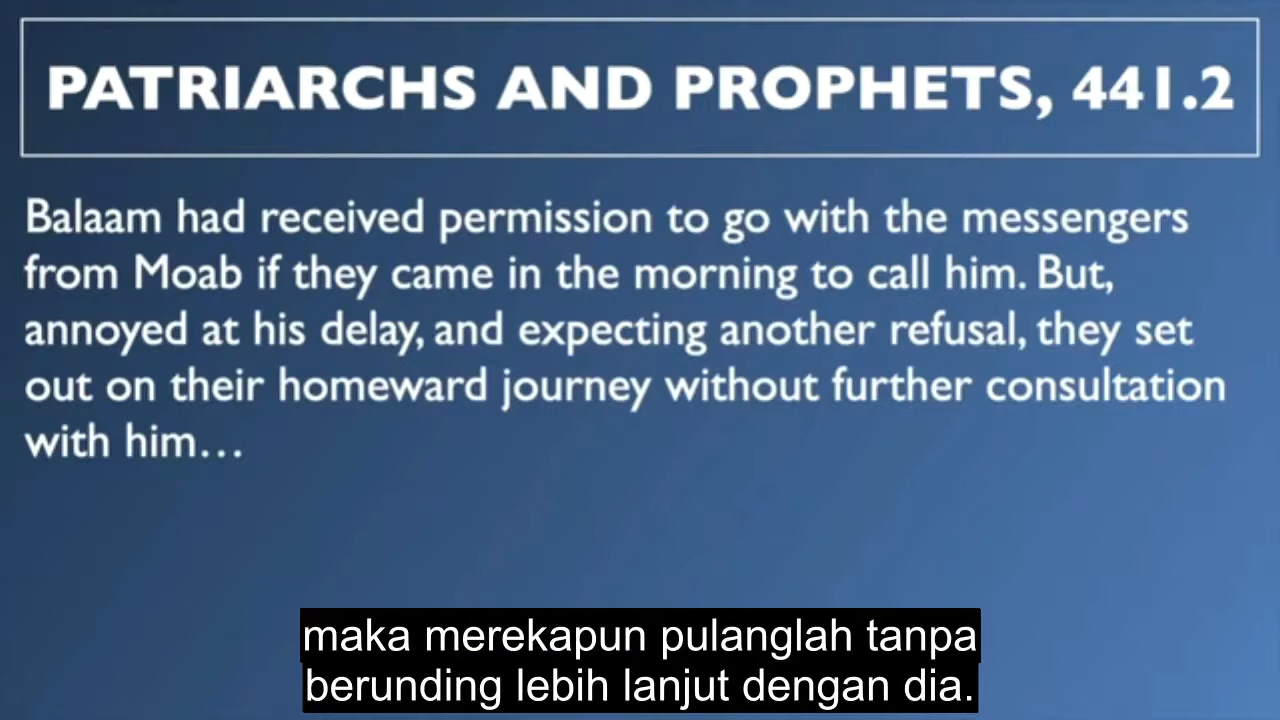 PATRIARCHS AND PROPHETS, 441.2
Balaam had received permission to go with the messengers
from Moab if they came in the morning to call him. But,
annoyed at his delay, and expecting another refusal, they set
out on their homeward journey without further consultation
with him…
maka merekapun pulanglah tanpa
berunding lebih lanjut dengan dia.